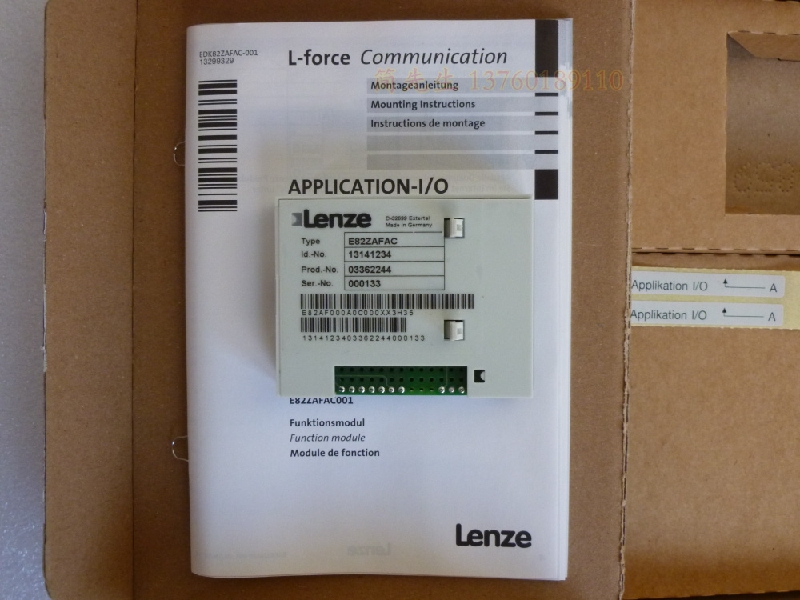 EDK82ZAFAC-001
13299320
L-force Communication
Montageanleitung
Mounting Instructions
Instructions de montage
APPLICATION-I/O
Lenze
D-31855 Extertal
Made in Germany
Type E82ZAFAC
Id.-No. 13141234
Prod.-No. 03362244
Ser.-No. 000133
1314123403362244000133
E82ZAFAC001
Funktionsmodul
Function module
Module de fonction
Lenze
Applikation I/O A
Applikation I/O A
13760189110